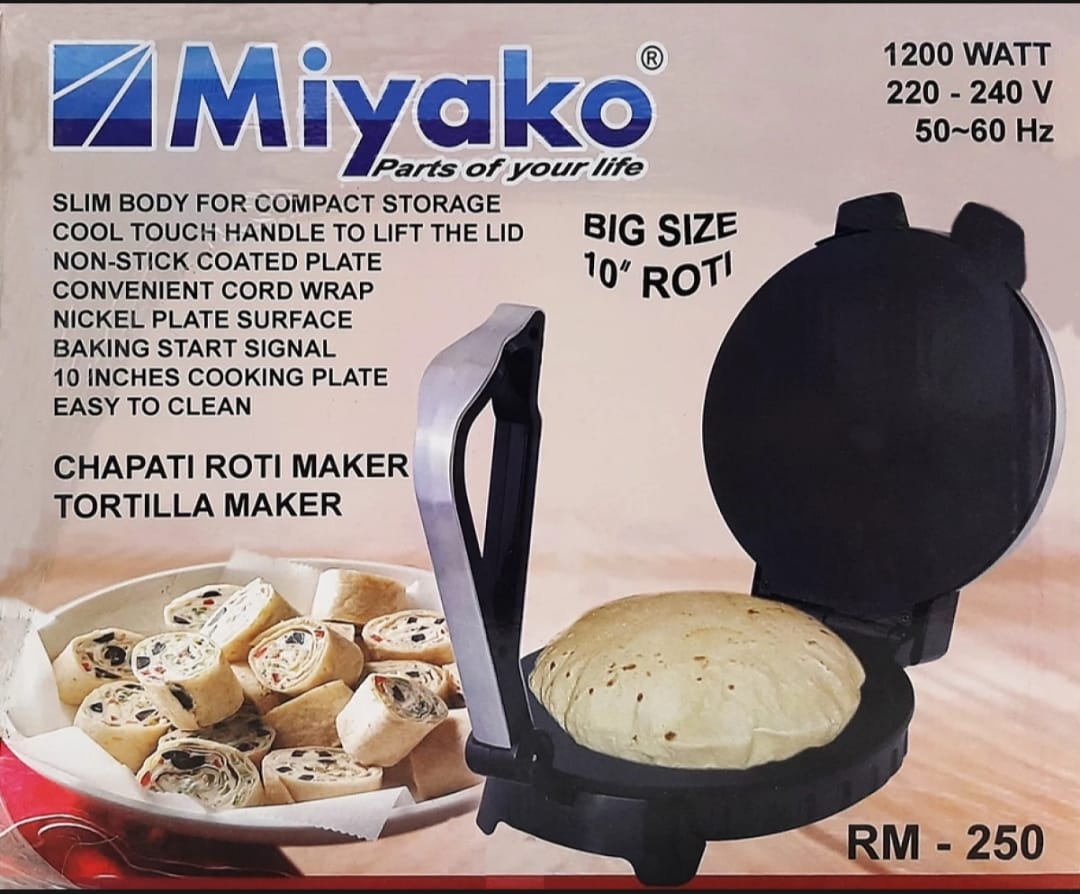 Miyako®
Parts of your life
1200 WATT
220 - 240 V
50~60 Hz
SLIM BODY FOR COMPACT STORAGE
COOL TOUCH HANDLE TO LIFT THE LID
NON-STICK COATED PLATE
CONVENIENT CORD WRAP
NICKEL PLATE SURFACE
BAKING START SIGNAL
10 INCHES COOKING PLATE
EASY TO CLEAN
BIG SIZE
10" ROTI
CHAPATI ROTI MAKER
TORTILLA MAKER
RM - 250